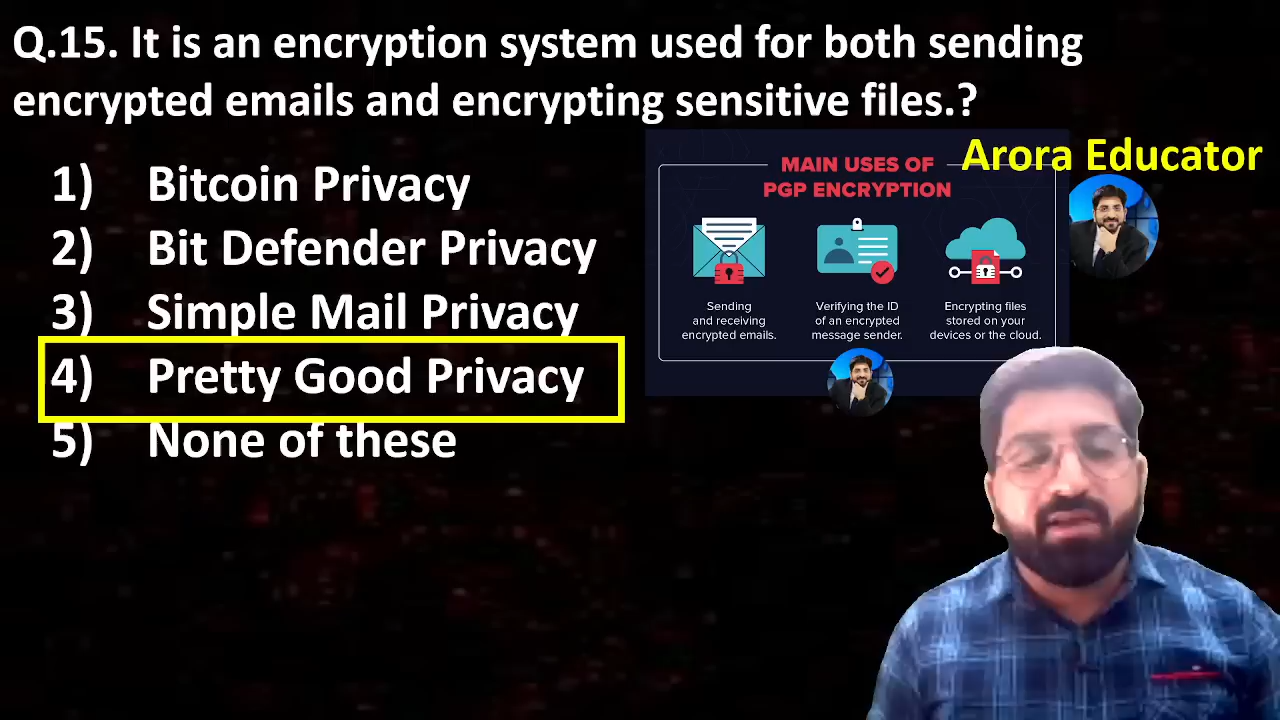 Q.15. It is an encryption system used for both sending
encrypted emails and encrypting sensitive files.?
1) Bitcoin Privacy
2) Bit Defender Privacy
3) Simple Mail Privacy
4) Pretty Good Privacy
5) None of these
Arora Educator
MAIN USES OF
PGP ENCRYPTION
Sending
and receiving
encrypted emails.
Verifying the ID
of an encrypted
message sender.
Encrypting files
stored on your
devices or the cloud.